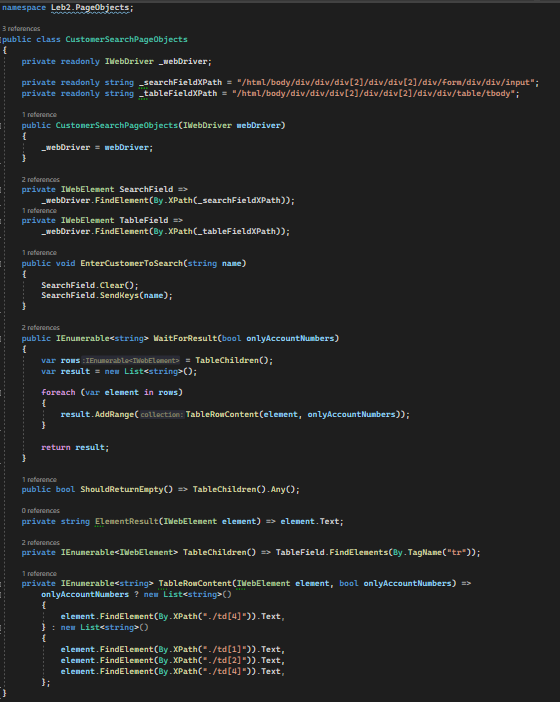 namespace Leb2.PageObjects;
3 references
public class CustomerSearchPageObjects
{
private readonly IWebDriver _webDriver;
private readonly string _searchFieldXPath = "/html/body/div/div/div[2]/div/div[2]/div/form/div/div/input";
private readonly string _tableFieldXPath = "/html/body/div/div/div[2]/div/div[2]/div/div/table/tbody";
1 reference
public CustomerSearchPageObjects(IWebDriver webDriver)
{
_webDriver = webDriver;
}
2 references
private IWebElement SearchField =>
_webDriver.FindElement(By.XPath(_searchFieldXPath));
1 reference
private IWebElement TableField =>
_webDriver.FindElement(By.XPath(_tableFieldXPath));
1 reference
public void EnterCustomerToSearch(string name)
{
SearchField.Clear();
SearchField.SendKeys(name);
}
2 references
public IEnumerable<string> WaitForResult(bool onlyAccountNumbers)
{
var rows:IEnumerable<IWebElement> = TableChildren();
var result = new List<string>();
foreach (var element in rows)
{
result.AddRange(collection:TableRowContent(element, onlyAccountNumbers));
}
return result;
}
1 reference
public bool ShouldReturnEmpty() => TableChildren().Any();
0 references
private string ElementResult(IWebElement element) => element.Text;
2 references
private IEnumerable<IWebElement> TableChildren() => TableField.FindElements(By.TagName("tr"));
1 reference
private IEnumerable<string> TableRowContent(IWebElement element, bool onlyAccountNumbers) =>
onlyAccountNumbers ? new List<string>()
{
element.FindElement(By.XPath("./td[4]")).Text,
} : new List<string>()
{
element.FindElement(By.XPath("./td[1]")).Text,
element.FindElement(By.XPath("./td[2]")).Text,
element.FindElement(By.XPath("./td[4]")).Text,
};
}